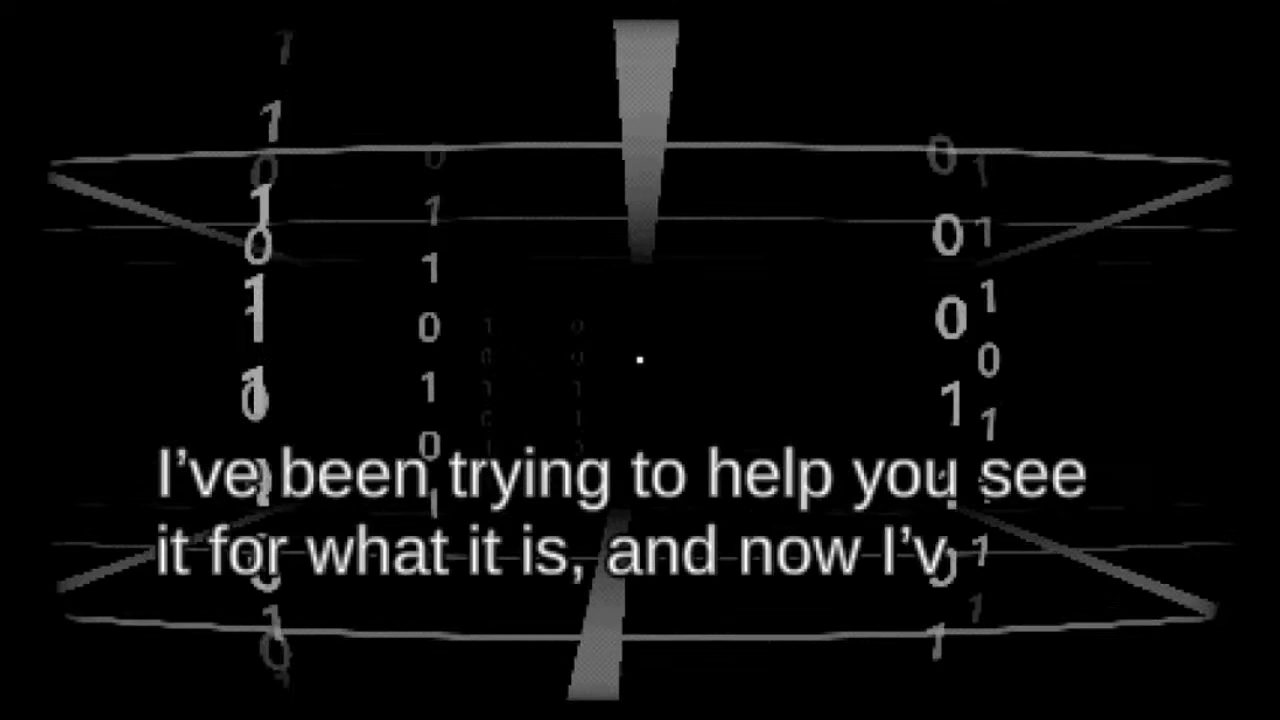 I’ve been trying to help you see
it for what it is, and now I’v